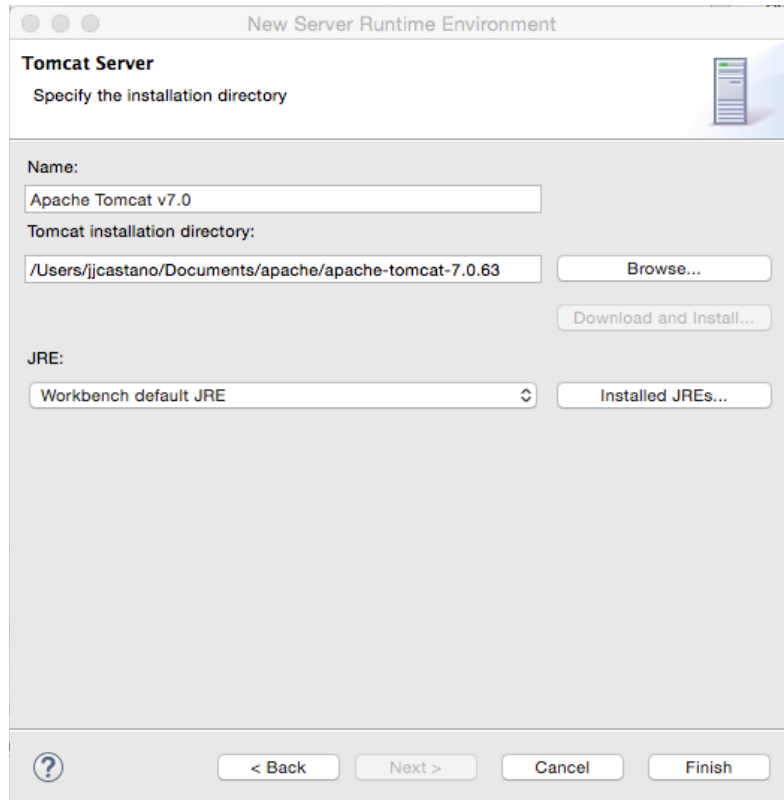 New Server Runtime Environment
Tomcat Server
Specify the installation directory
Name:
Apache Tomcat v7.0
Tomcat installation directory:
/Users/jjcastano/Documents/apache/apache-tomcat-7.0.63
Browse...
Download and Install...
JRE:
Workbench default JRE
Installed JREs...
?
< Back
Next >
Cancel
Finish